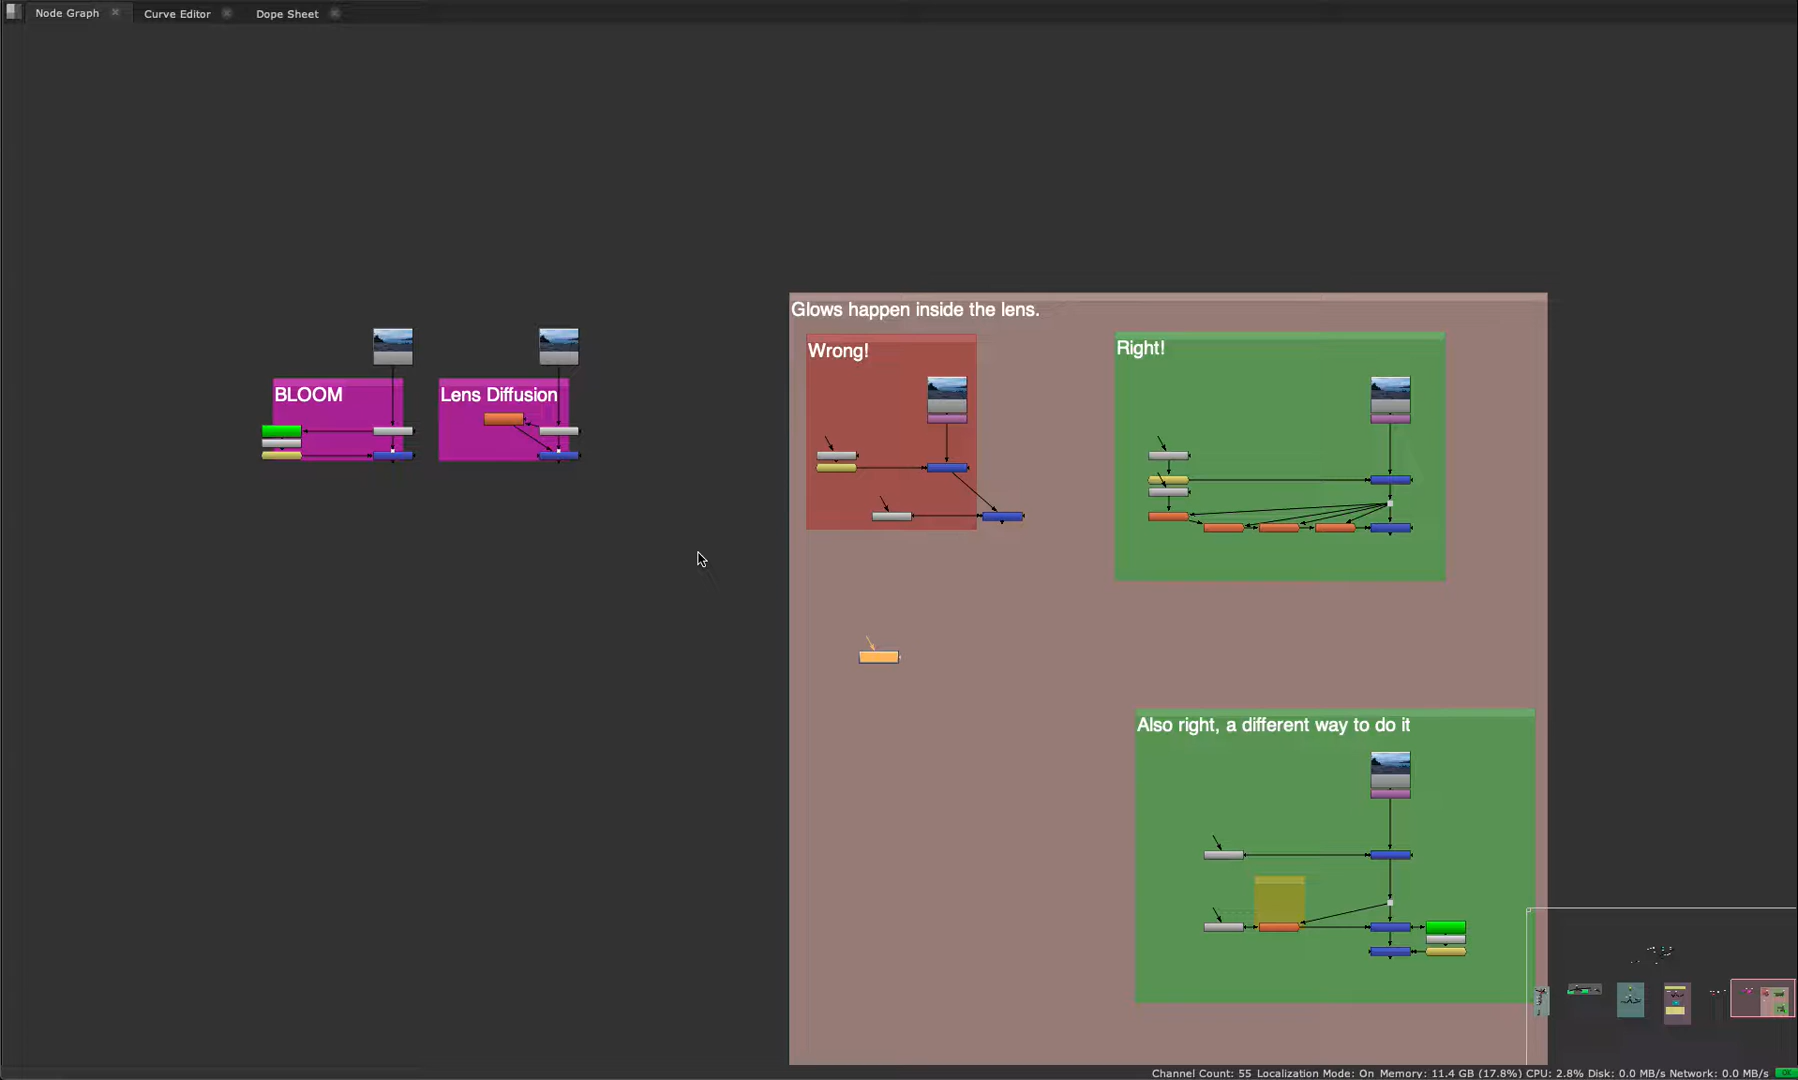 Node Graph
Curve Editor
Dope Sheet
Glows happen inside the lens.
Wrong!
Right!
BLOOM
Lens Diffusion
Also right, a different way to do it
Channel Count: 55 Localization Mode: On Memory: 11.4 GB (17.8%) CPU: 2.8% Disk: 0.0 MB/s Network: 0.0 MB/s